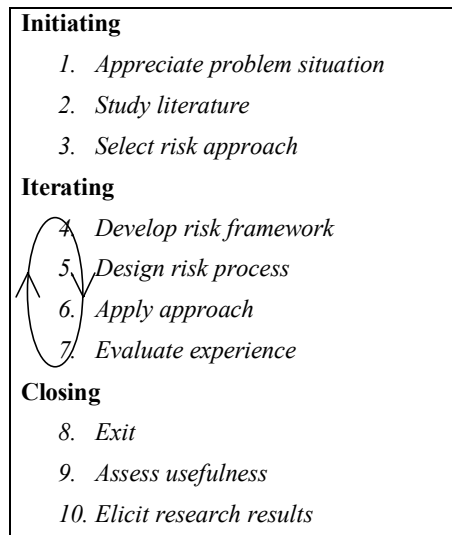 Initiating
1. Appreciate problem situation
2. Study literature
3. Select risk approach
Iterating
4. Develop risk framework
5. Design risk process
6. Apply approach
7. Evaluate experience
Closing
8. Exit
9. Assess usefulness
10. Elicit research results